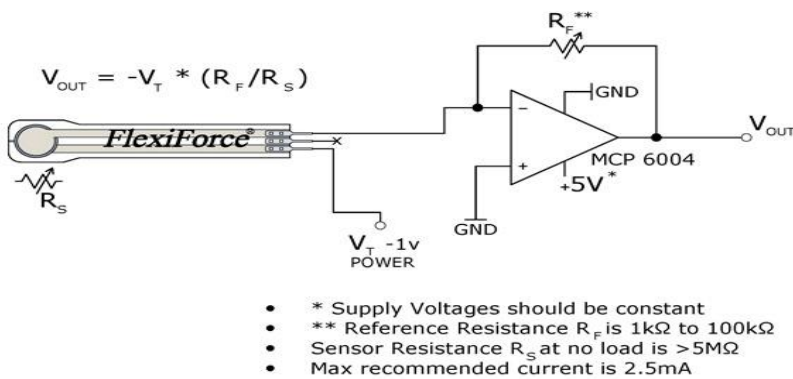 R_F**
V_OUT = -V_T * (R_F/R_S)
GND
FlexiForce®
−
V_OUT
MCP 6004
+
+5V*
R_S
GND
V_T -1v
POWER
• * Supply Voltages should be constant
• ** Reference Resistance R_F is 1kΩ to 100kΩ
• Sensor Resistance R_S at no load is >5MΩ
• Max recommended current is 2.5mA